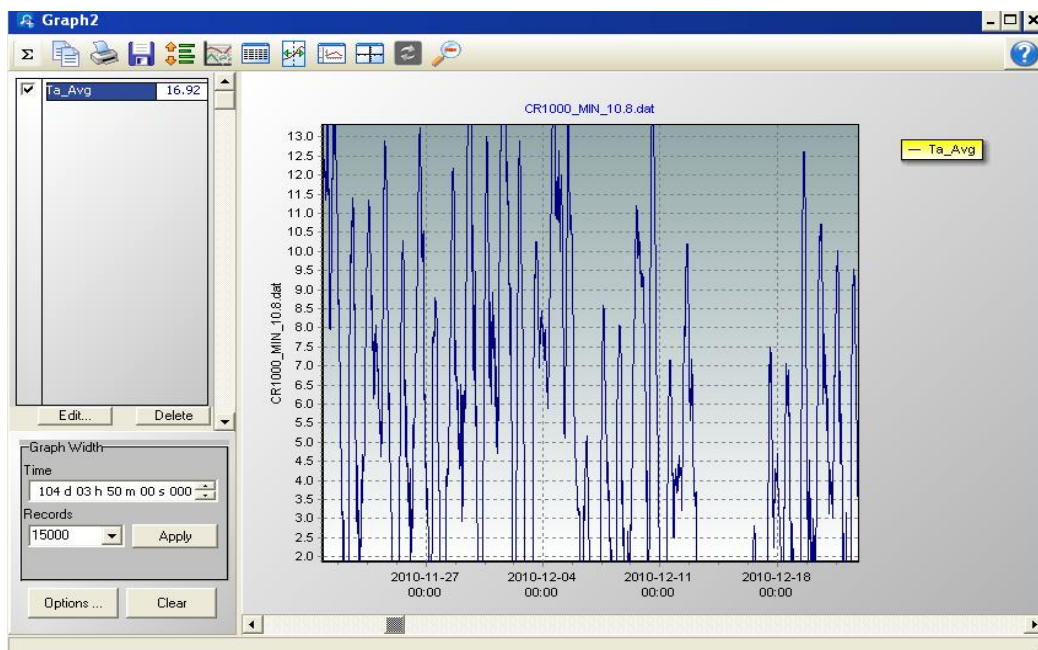 Graph2
Σ
Ta_Avg 16.92
Edit... Delete
Graph Width
Time
104 d 03 h 50 m 00 s 000
Records
15000 Apply
Options ... Clear
CR1000_MIN_10.8.dat
CR1000_MIN_10.8.dat
13.0
12.5
12.0
11.5
11.0
10.5
10.0
9.5
9.0
8.5
8.0
7.5
7.0
6.5
6.0
5.5
5.0
4.5
4.0
3.5
3.0
2.5
2.0
2010-11-27 2010-12-04 2010-12-11 2010-12-18
00:00 00:00 00:00 00:00
Ta_Avg
?